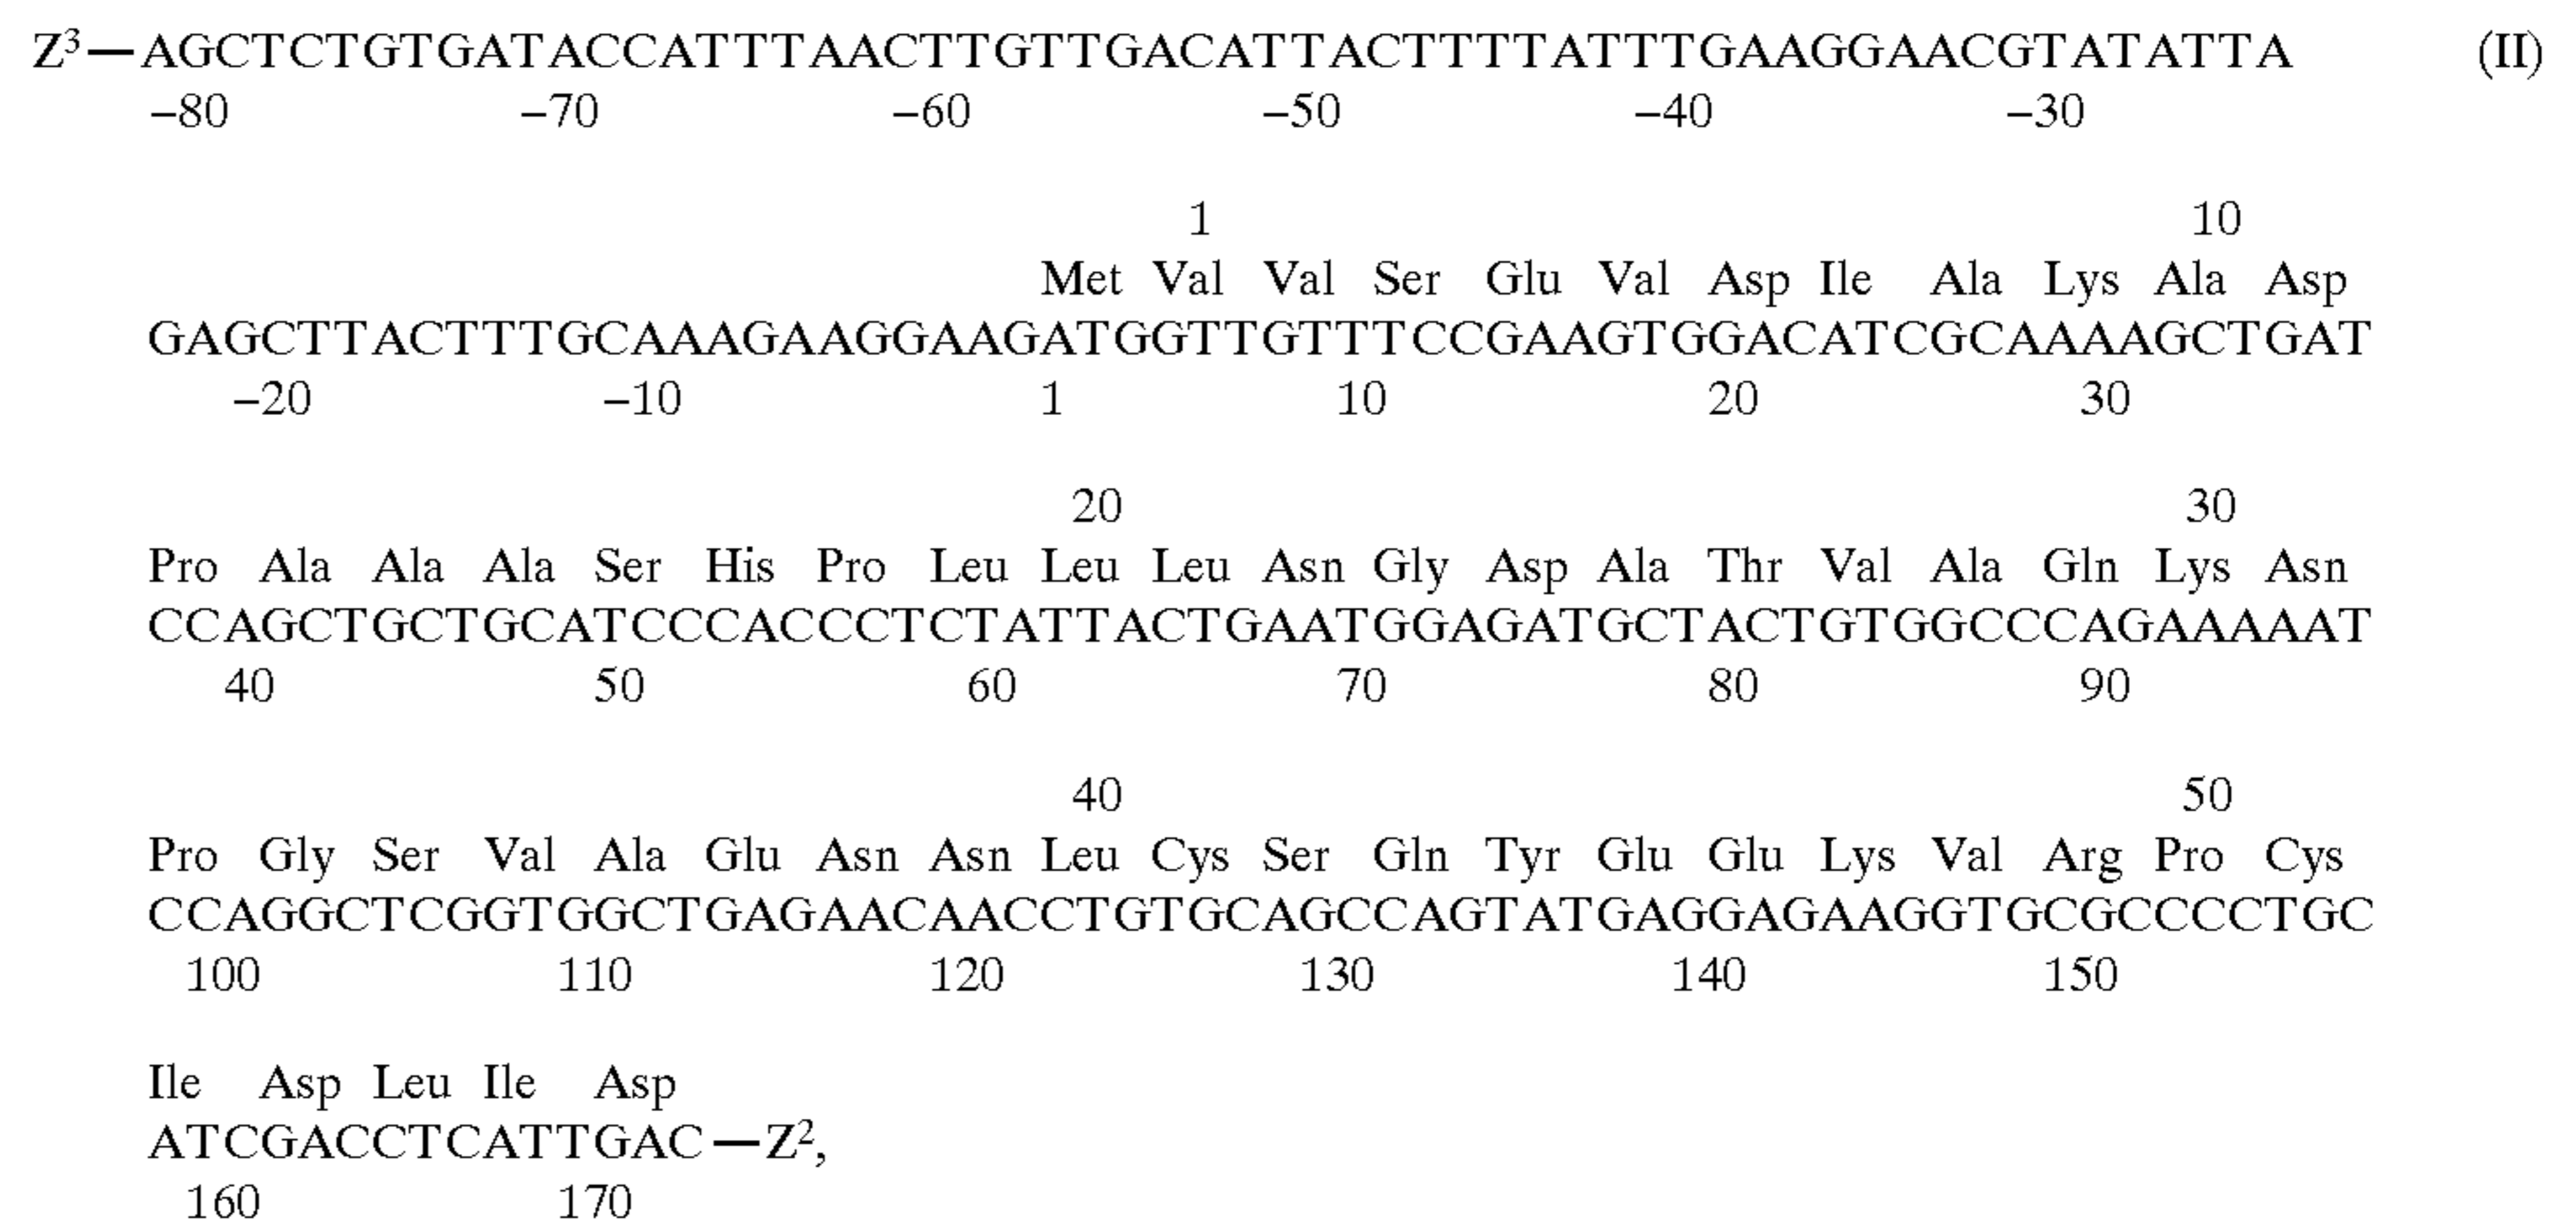 Z³—AGCTCTGTGATACCATTTAACTTGTTGACATTACTTTTATTTGAAGGAACGTATATTA (II)
–80 –70 –60 –50 –40 –30
1 10
Met Val Val Ser Glu Val Asp Ile Ala Lys Ala Asp
GAGCTTACTTTGCAAAGAAGGAAGATGGTTGTTTCCGAAGTGGACATCGCAAAAGCTGAT
–20 –10 1 10 20 30
20 30
Pro Ala Ala Ala Ser His Pro Leu Leu Leu Asn Gly Asp Ala Thr Val Ala Gln Lys Asn
CCAGCTGCTGCATCCCACCCTCTATTACTGAATGGAGATGCTACTGTGGCCCAGAAAAAT
40 50 60 70 80 90
40 50
Pro Gly Ser Val Ala Glu Asn Asn Leu Cys Ser Gln Tyr Glu Glu Lys Val Arg Pro Cys
CCAGGCTCGGTGGCTGAGAACAACCTGTGCAGCCAGTATGAGGAGAAGGTGCGCCCCTGC
100 110 120 130 140 150
Ile Asp Leu Ile Asp
ATCGACCTCATTGAC—Z²,
160 170